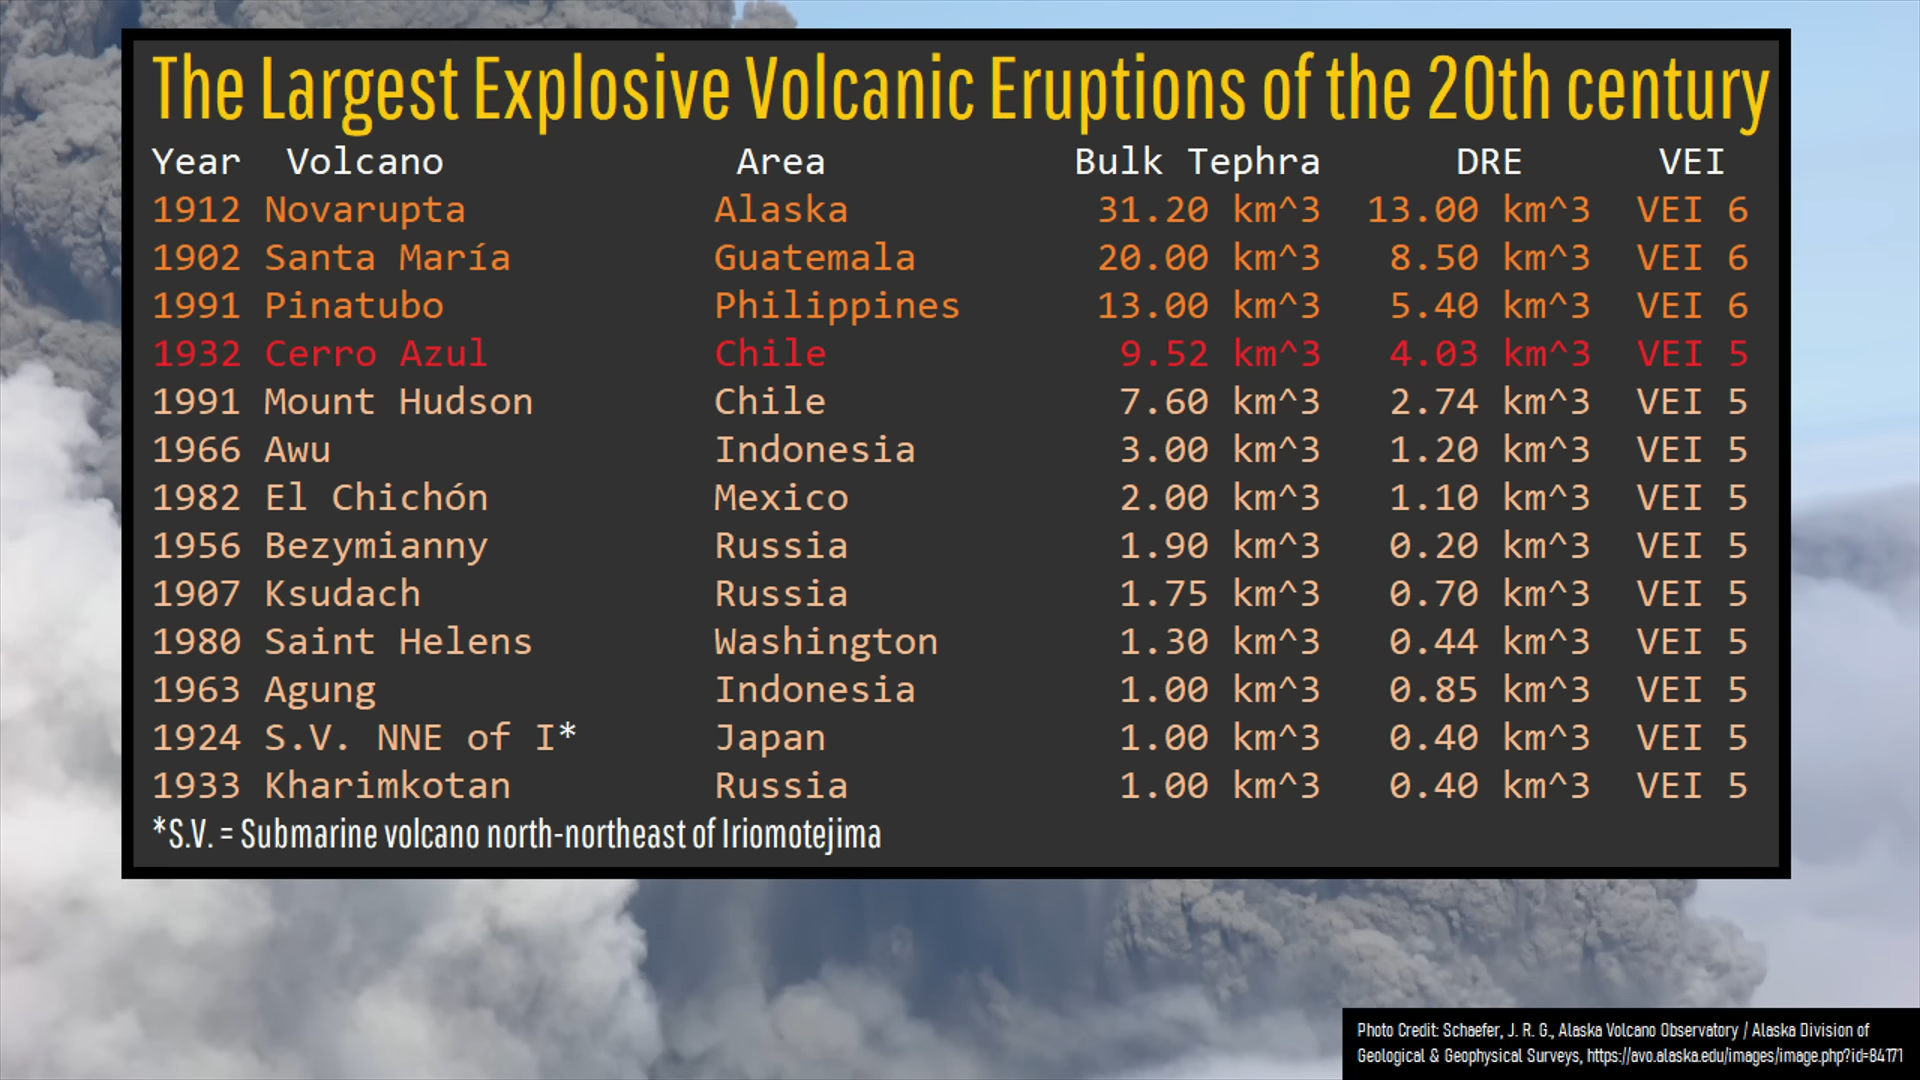 The Largest Explosive Volcanic Eruptions of the 20th century
Year Volcano Area Bulk Tephra DRE VEI
1912 Novarupta Alaska 31.20 km^3 13.00 km^3 VEI 6
1902 Santa María Guatemala 20.00 km^3 8.50 km^3 VEI 6
1991 Pinatubo Philippines 13.00 km^3 5.40 km^3 VEI 6
1932 Cerro Azul Chile 9.52 km^3 4.03 km^3 VEI 5
1991 Mount Hudson Chile 7.60 km^3 2.74 km^3 VEI 5
1966 Awu Indonesia 3.00 km^3 1.20 km^3 VEI 5
1982 El Chichón Mexico 2.00 km^3 1.10 km^3 VEI 5
1956 Bezymianny Russia 1.90 km^3 0.20 km^3 VEI 5
1907 Ksudach Russia 1.75 km^3 0.70 km^3 VEI 5
1980 Saint Helens Washington 1.30 km^3 0.44 km^3 VEI 5
1963 Agung Indonesia 1.00 km^3 0.85 km^3 VEI 5
1924 S.V. NNE of I* Japan 1.00 km^3 0.40 km^3 VEI 5
1933 Kharimkotan Russia 1.00 km^3 0.40 km^3 VEI 5
*S.V. = Submarine volcano north-northeast of Iriomotejima
Photo Credit: Schaefer, J. R. G., Alaska Volcano Observatory / Alaska Division of
Geological & Geophysical Surveys, https://avo.alaska.edu/images/image.php?id=84171